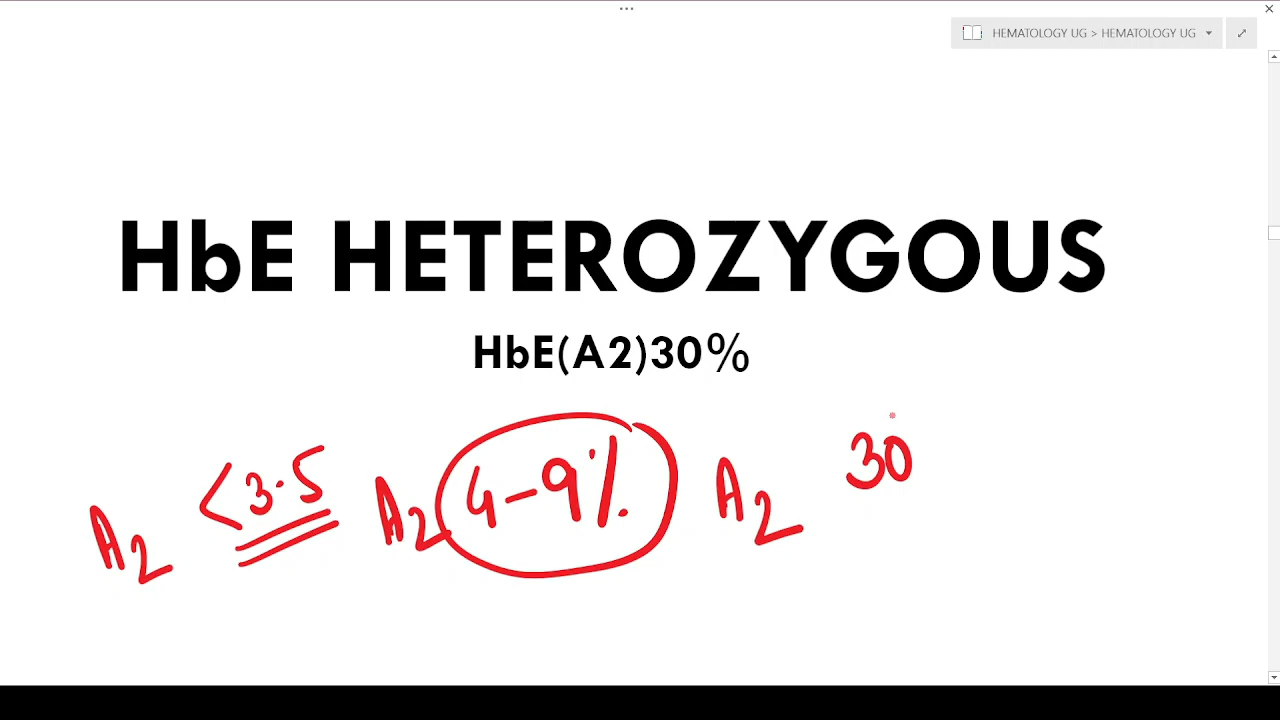 HEMATOLOGY UG > HEMATOLOGY UG
HbE HETEROZYGOUS
HbE(A2)30%
A2 <3.5 A2 4-9% A2 30